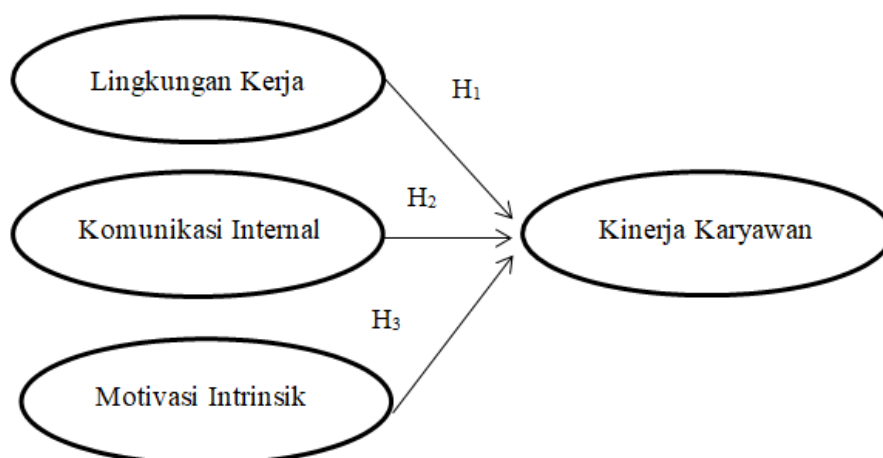 Lingkungan Kerja
H₁
Komunikasi Internal
H₂
Kinerja Karyawan
H₃
Motivasi Intrinsik